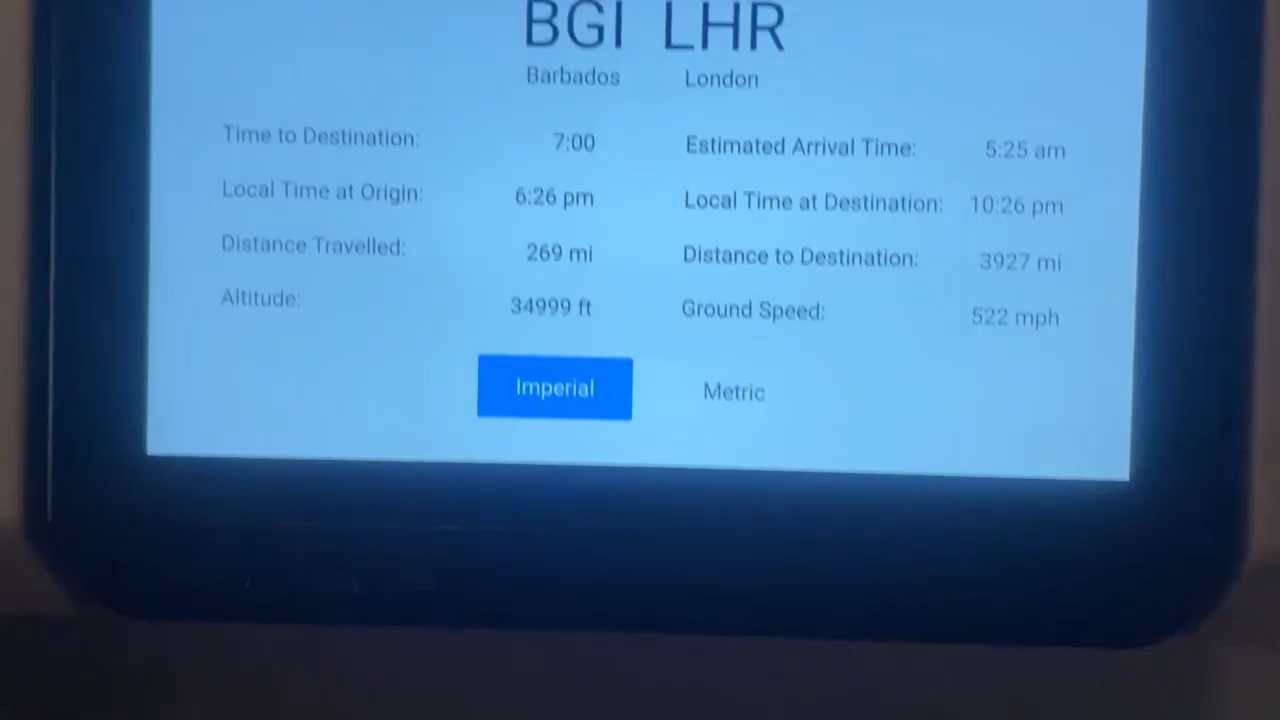 BGI LHR
Barbados London
Time to Destination: 7:00 Estimated Arrival Time: 5:25 am
Local Time at Origin: 6:26 pm Local Time at Destination: 10:26 pm
Distance Travelled: 269 mi Distance to Destination: 3927 mi
Altitude: 34999 ft Ground Speed: 522 mph
Imperial Metric